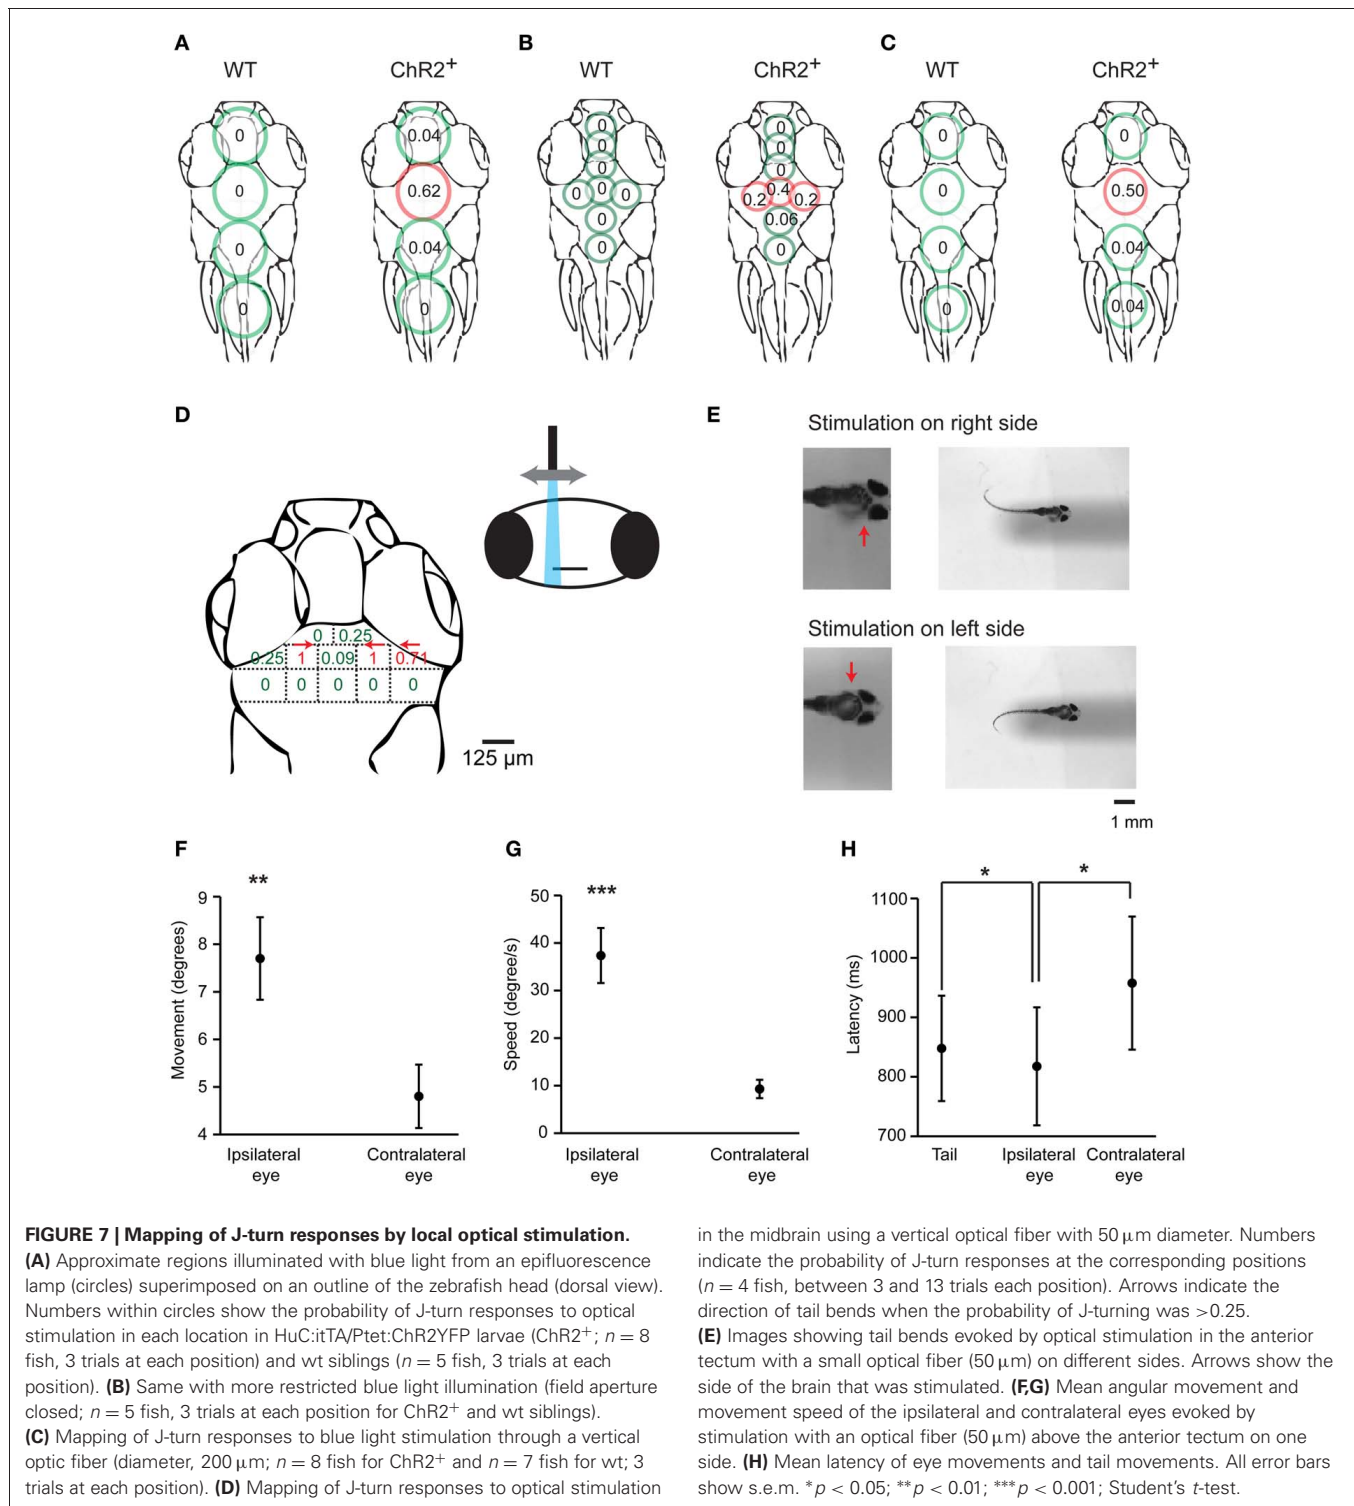 A
B
C
WT
ChR2+
WT
ChR2+
WT
ChR2+
0
0
0
0
0.04
0.62
0.04
0
0
0
0
0
0
0
0
0
0
0
0
0.2
0.4
0.2
0.06
0
0
0
0
0
0
0.50
0.04
0.04
D
0
0.25
0.25
1
0.09
1
0.71
0
0
0
0
0
125 µm
E
Stimulation on right side
Stimulation on left side
1 mm
F
Movement (degrees)
9
8
7
6
5
4
**
Ipsilateral
eye
Contralateral
eye
G
Speed (degree/s)
50
40
30
20
10
0
***
Ipsilateral
eye
Contralateral
eye
H
Latency (ms)
1100
1000
900
800
700
*
*
Tail
Ipsilateral
eye
Contralateral
eye
FIGURE 7 | Mapping of J-turn responses by local optical stimulation.
(A) Approximate regions illuminated with blue light from an epifluorescence
lamp (circles) superimposed on an outline of the zebrafish head (dorsal view).
Numbers within circles show the probability of J-turn responses to optical
stimulation in each location in HuC:itTA/Ptet:ChR2YFP larvae (ChR2+; n = 8
fish, 3 trials at each position) and wt siblings (n = 5 fish, 3 trials at each
position). (B) Same with more restricted blue light illumination (field aperture
closed; n = 5 fish, 3 trials at each position for ChR2+ and wt siblings).
(C) Mapping of J-turn responses to blue light stimulation through a vertical
optic fiber (diameter, 200 µm; n = 8 fish for ChR2+ and n = 7 fish for wt; 3
trials at each position). (D) Mapping of J-turn responses to optical stimulation
in the midbrain using a vertical optical fiber with 50 µm diameter. Numbers
indicate the probability of J-turn responses at the corresponding positions
(n = 4 fish, between 3 and 13 trials each position). Arrows indicate the
direction of tail bends when the probability of J-turning was >0.25.
(E) Images showing tail bends evoked by optical stimulation in the anterior
tectum with a small optical fiber (50 µm) on different sides. Arrows show the
side of the brain that was stimulated. (F,G) Mean angular movement and
movement speed of the ipsilateral and contralateral eyes evoked by
stimulation with an optical fiber (50 µm) above the anterior tectum on one
side. (H) Mean latency of eye movements and tail movements. All error bars
show s.e.m. *p < 0.05; **p < 0.01; ***p < 0.001; Student's t-test.